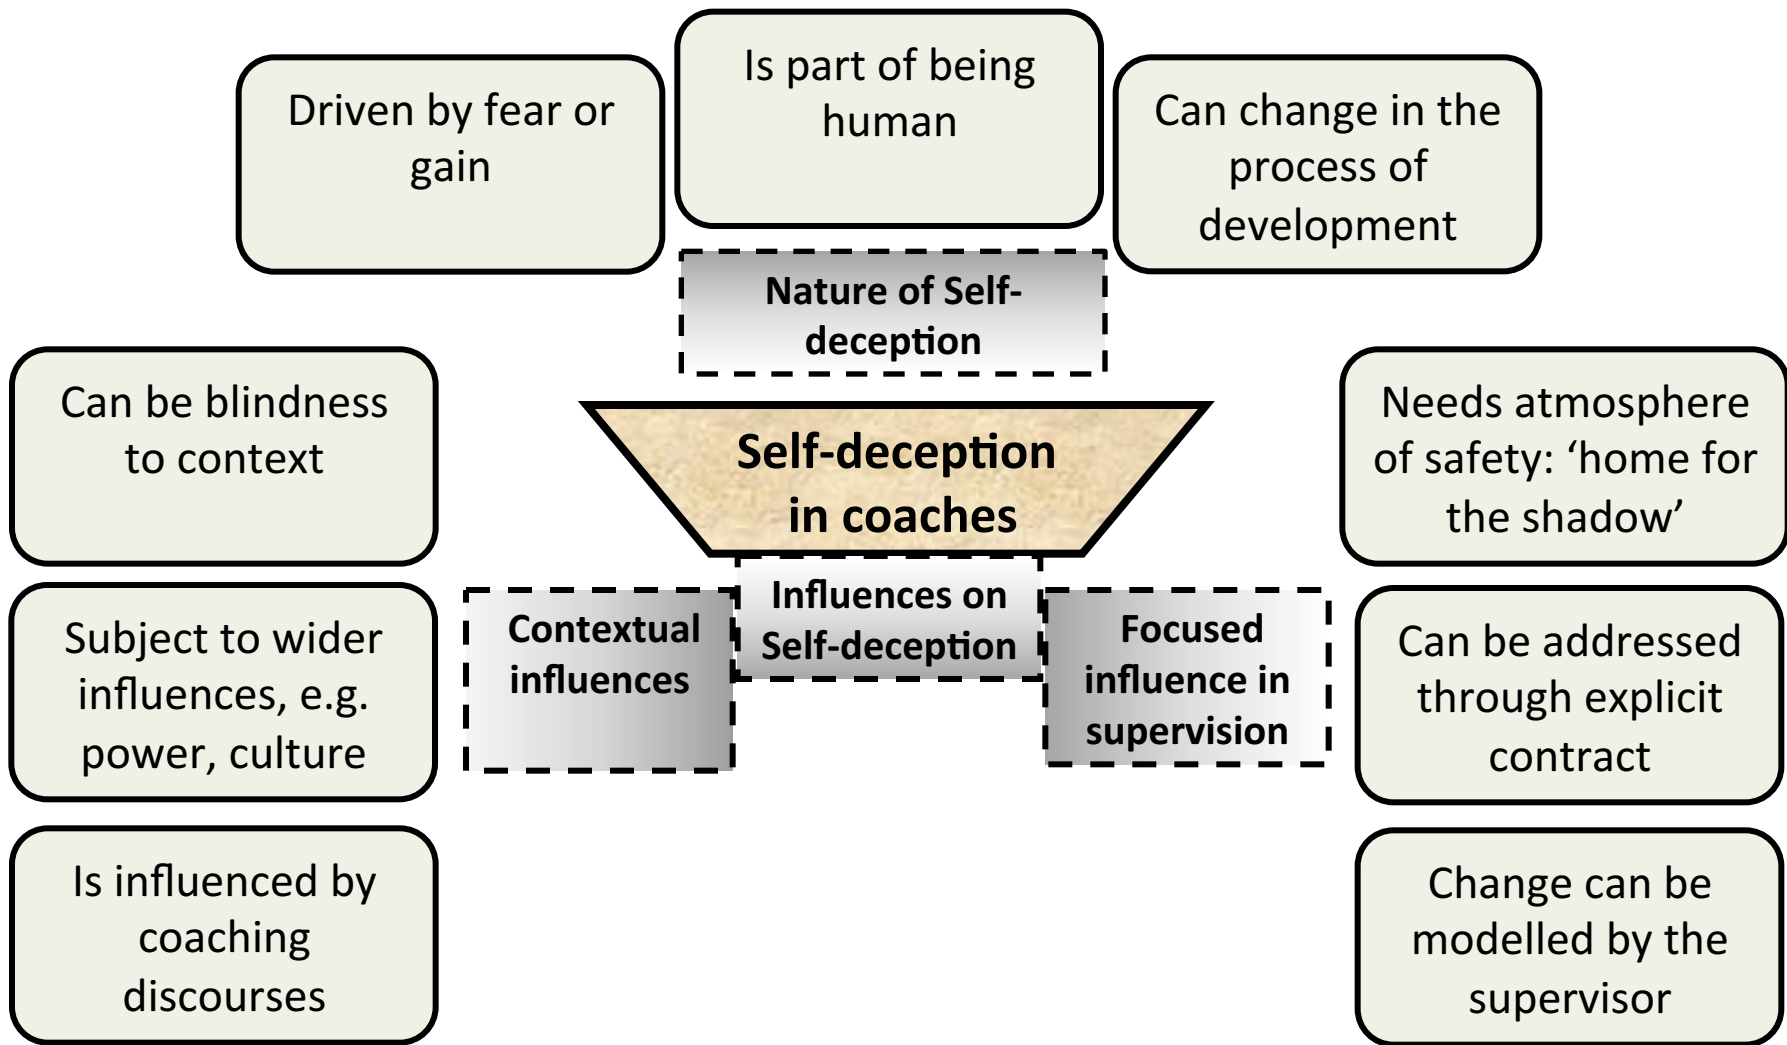 Driven by fear or
gain
Is part of being
human
Can change in the
process of
development
Nature of Self-
deception
Can be blindness
to context
Self-deception
in coaches
Needs atmosphere
of safety: ‘home for
the shadow’
Subject to wider
influences, e.g.
power, culture
Contextual
influences
Influences on
Self-deception
Focused
influence in
supervision
Can be addressed
through explicit
contract
Is influenced by
coaching
discourses
Change can be
modelled by the
supervisor